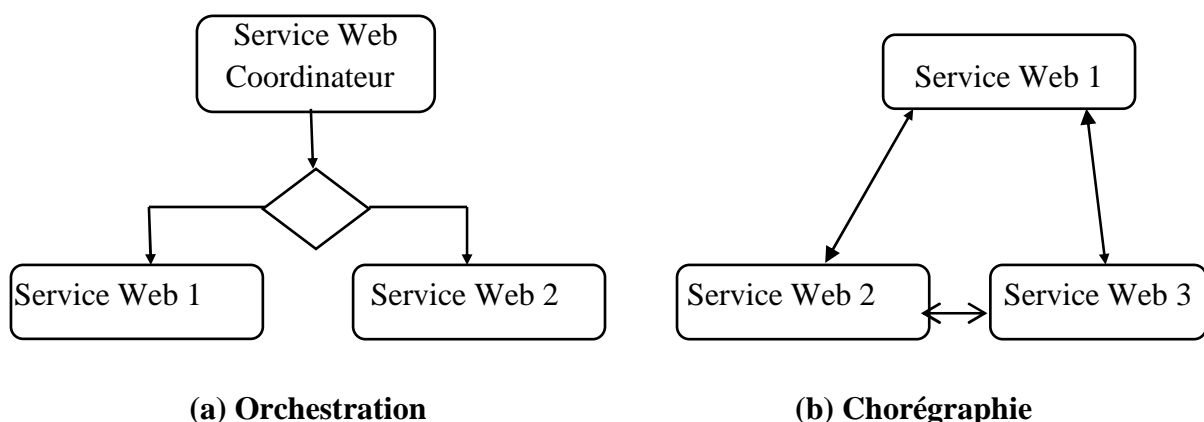 Service Web
Coordinateur
Service Web 1
Service Web 2
(a) Orchestration
Service Web 1
Service Web 2
Service Web 3
(b) Chorégraphie